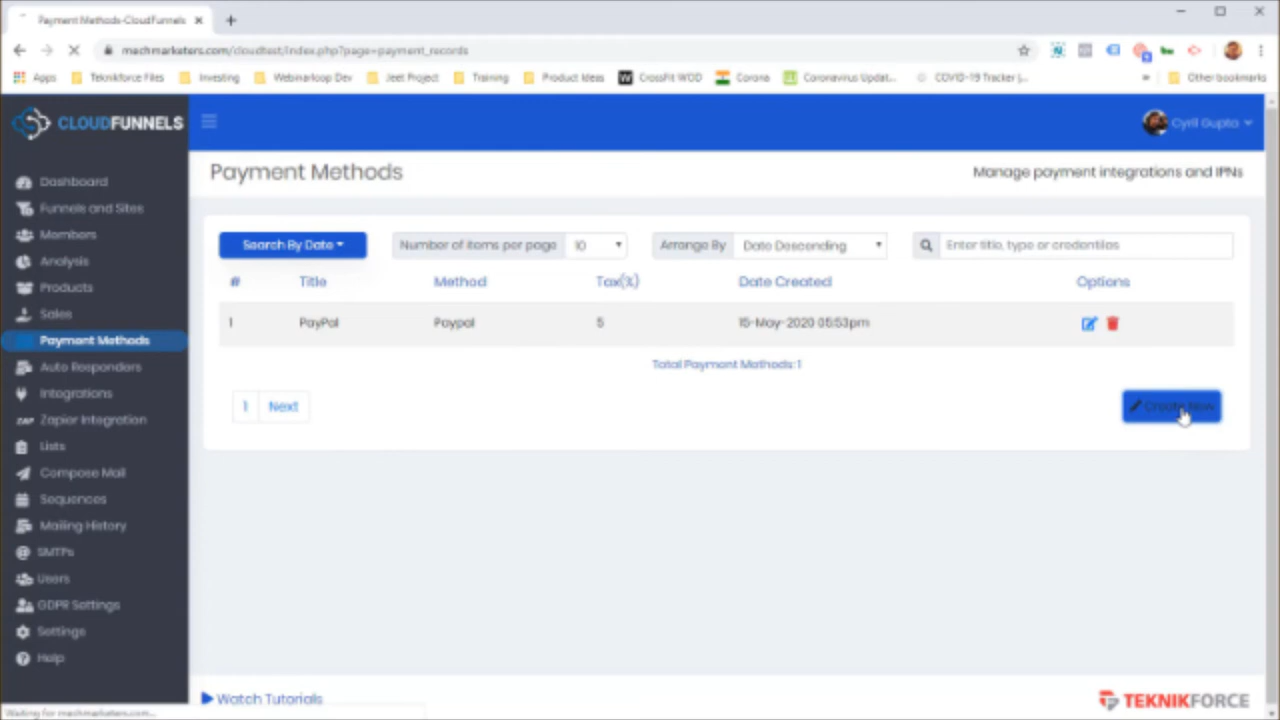 Payment Methods-CloudFunnels
machmarketers.com/cloudtest/index.php?page=payment_records
Apps Teknikforce Files Investing Webinarloop Dev Jeet Project Training Product Ideas CrossFit WOD Corona Coronavirus Updat... COVID-19 Tracker |... » Other bookmarks
CLOUDFUNNELS
Cyril Gupta
Payment Methods
Manage payment integrations and IPNs
Dashboard
Funnels and Sites
Members
Analysis
Products
Sales
Payment Methods
Auto Responders
Integrations
ZAP Zapier Integration
Lists
Compose Mail
Sequences
Mailing History
SMTPs
Users
GDPR Settings
Settings
Help
Search By Date Number of items per page 10 Arrange By Date Descending Enter title, type or credentials
# Title Method Tax(%) Date Created Options
1 PayPal Paypal 5 15-May-2020 05:53pm
Total Payment Methods:1
1 Next
Create New
Watch Tutorials
TEKNIKFORCE
Waiting for machmarketers.com...